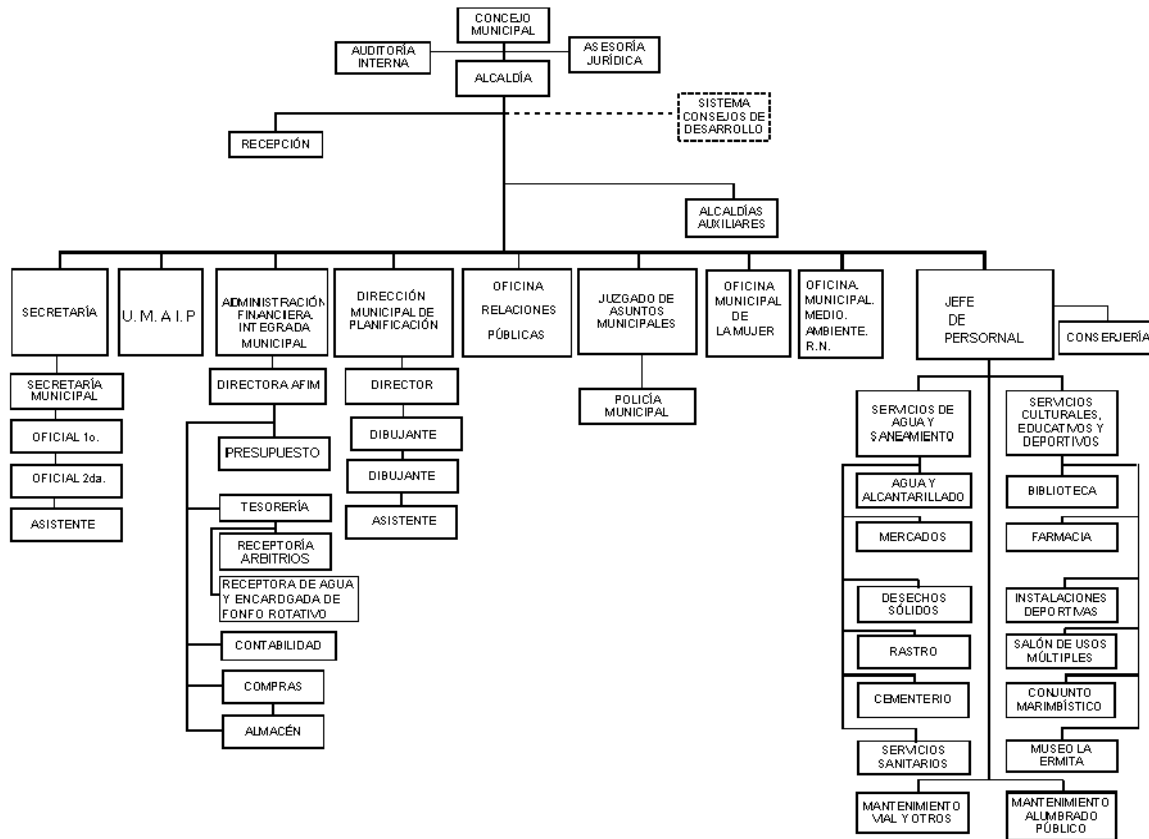 CONCEJO
MUNICIPAL
AUDITORÍA
INTERNA
ASESORÍA
JURÍDICA
ALCALDÍA
SISTEMA
CONSEJOS DE
DESARROLLO
RECEPCIÓN
ALCALDÍAS
AUXILIARES
SECRETARÍA
U. M. A I. P
ADMINISTRACIÓN
FINANCIERA
INTEGRADA
MUNICIPAL
DIRECCIÓN
MUNICIPAL DE
PLANIFICACIÓN
OFICINA
RELACIONES
PÚBLICAS
JUZGADO DE
ASUNTOS
MUNICIPALES
OFICINA
MUNICIPAL
DE
LA MUJER
OFICINA.
MUNICIPAL.
MEDIO.
AMBIENTE.
R.N.
JEFE
DE
PERSORNAL
CONSERJERÍA
SECRETARÍA
MUNICIPAL
OFICIAL 1o.
OFICIAL 2da.
ASISTENTE
DIRECTORA AFIM
PRESUPUESTO
TESORERÍA
RECEPTORÍA
ARBITRIOS
RECEPTORA DE AGUA
Y ENCARDGADA DE
FONFO ROTATIVO
CONTABILIDAD
COMPRAS
ALMACÉN
DIRECTOR
DIBUJANTE
DIBUJANTE
ASISTENTE
POLICÍA
MUNICIPAL
SERVICIOS DE
AGUA Y
SANEAMIENTO
AGUA Y
ALCANTARILLADO
MERCADOS
DESECHOS
SÓLIDOS
RASTRO
CEMENTERIO
SERVICIOS
SANITARIOS
MANTENIMIENTO
VIAL Y OTROS
SERVICIOS
CULTURALES,
EDUCATIVOS Y
DEPORTIVOS
BIBLIOTECA
FARMACIA
INSTALACIONES
DEPORTIVAS
SALÓN DE USOS
MÚLTIPLES
CONJUNTO
MARIMBÍSTICO
MUSEO LA
ERMITA
MANTENIMIENTO
ALUMBRADO
PÚBLICO